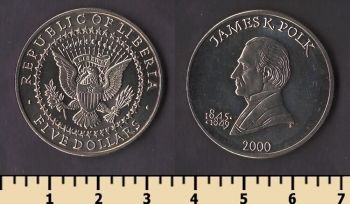 REPUBLIC OF LIBERIA
FIVE DOLLARS
JAMES K. POLK
1845-
1849
2000
1 2 3 4 5 6 7